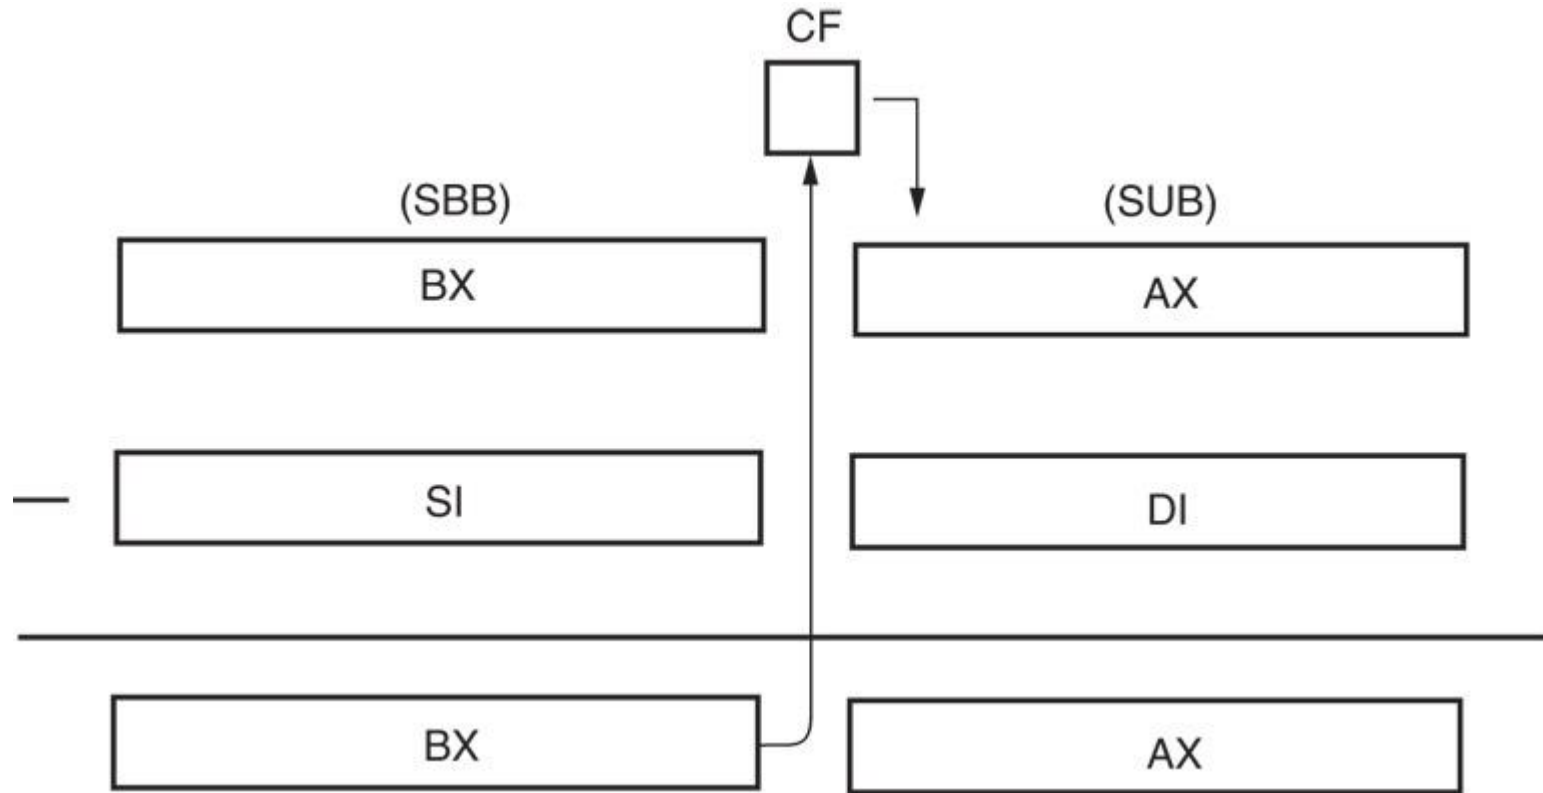 CF
(SBB) (SUB)
BX AX
SI DI
BX AX